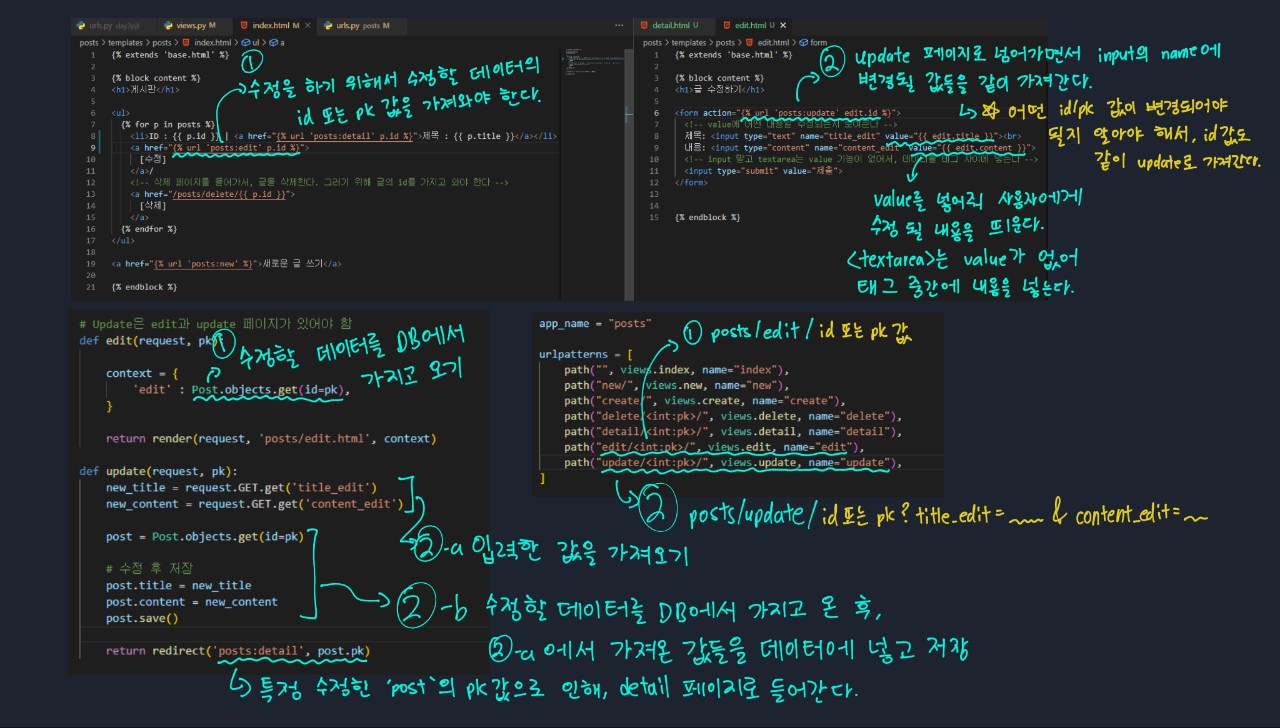 urls.py day3pjt
views.py M
index.html M
urls.py posts M
posts > templates > posts > index.html > ul > a
1 {% extends 'base.html' %}
2
3 {% block content %}
4 <h1>게시판</h1>
5
6 <ul>
7 {% for p in posts %}
8 <li>ID : {{ p.id }} | <a href="{% url 'posts:detail' p.id %}">제목 : {{ p.title }}</a></li>
9 <a href="{% url 'posts:edit' p.id %}">
10 [수정]
11 </a>/
12 <!-- 삭제 페이지를 들어가서, 글을 삭제한다. 그러기 위해 글의 id를 가지고 와야 한다 -->
13 <a href="/posts/delete/{{ p.id }}">
14 [삭제]
15 </a>
16 {% endfor %}
17 </ul>
18
19 <a href="{% url 'posts:new' %}">새로운 글 쓰기</a>
20
21 {% endblock %}
① 수정을 하기 위해서 수정할 데이터의
id 또는 pk 값을 가져와야 한다.
detail.html U
edit.html U
posts > templates > posts > edit.html > form
1 {% extends 'base.html' %}
2
3 {% block content %}
4 <h1>글 수정하기</h1>
5
6 <form action="{% url 'posts:update' edit.id %}">
7 <!-- value에 어떤 내용을 수정되는지 보여준다 -->
8 제목: <input type="text" name="title_edit" value="{{ edit.title }}"><br>
9 내용: <input type="content" name="content_edit" value="{{ edit.content }}">
10 <!-- input 말고 textarea는 value 기능이 없어서, 데이터를 태그 사이에 넣는다 -->
11 <input type="submit" value="제출">
12 </form>
13
14
15 {% endblock %}
② update 페이지로 넘어가면서 input의 name에
변경될 값들을 같이 가져간다.
어떤 id/pk 값이 변경되어야
될지 알아야 해서, id값도
같이 update로 가져간다.
value를 넣어줘 사용자에게
수정 될 내용을 띄운다.
<textarea>는 value가 없어
태그 중간에 내용을 넣는다.
# Update은 edit과 update 페이지가 있어야 함
def edit(request, pk):
context = {
'edit' : Post.objects.get(id=pk),
}
return render(request, 'posts/edit.html', context)
① 수정할 데이터를 DB에서
가지고 오기
def update(request, pk):
new_title = request.GET.get('title_edit')
new_content = request.GET.get('content_edit')
post = Post.objects.get(id=pk)
# 수정 후 저장
post.title = new_title
post.content = new_content
post.save()
return redirect('posts:detail', post.pk)
app_name = "posts"
urlpatterns = [
path("", views.index, name="index"),
path("new/", views.new, name="new"),
path("create/", views.create, name="create"),
path("delete/<int:pk>/", views.delete, name="delete"),
path("detail/<int:pk>/", views.detail, name="detail"),
path("edit/<int:pk>/", views.edit, name="edit"),
path("update/<int:pk>/", views.update, name="update"),
]
① posts/edit/id 또는 pk 값
② posts/update/id 또는 pk ? title_edit= & content_edit=
②-a 입력한 값을 가져오기
②-b 수정할 데이터를 DB에서 가지고 온 후,
②-a 에서 가져온 값들을 데이터에 넣고 저장
특정 수정한 'post'의 pk값으로 인해, detail 페이지로 들어간다.